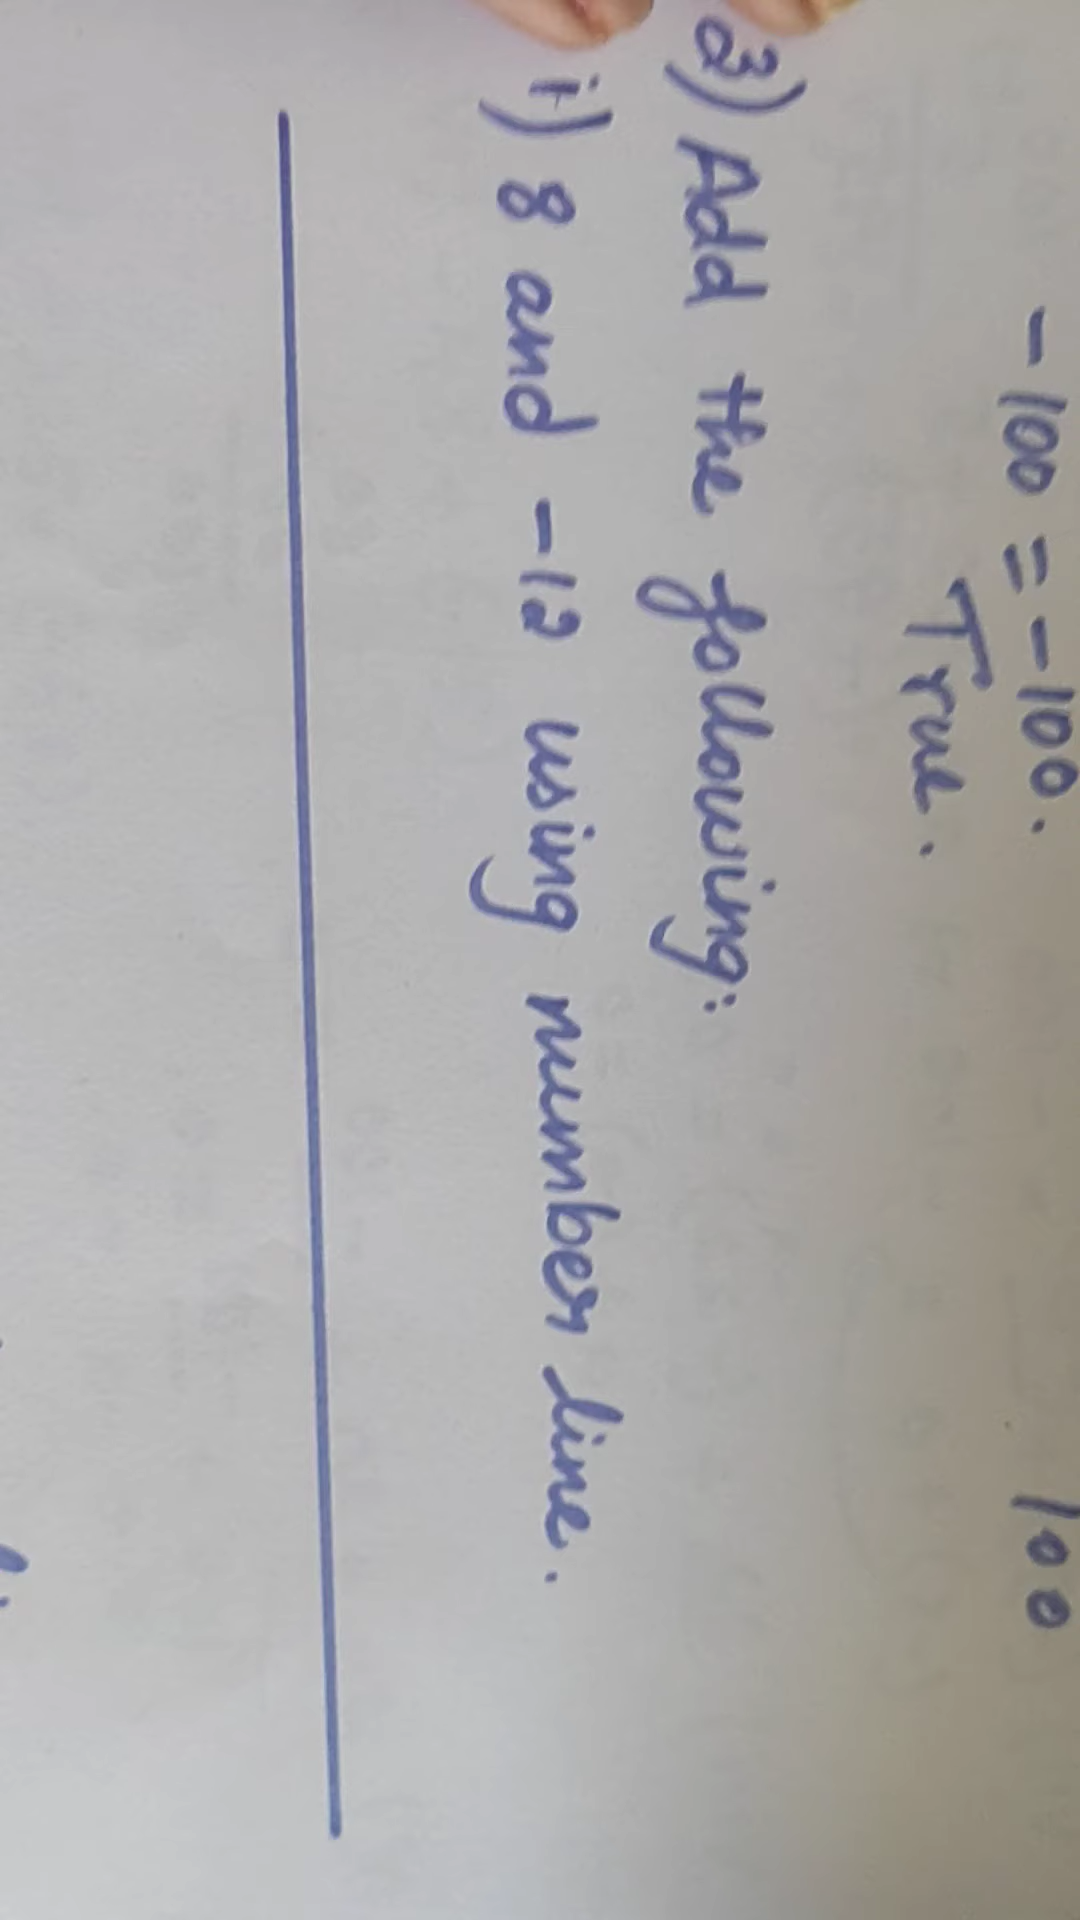 -100 = -100.
100
True.
3) Add the following:
i) 8 and -12 using number line.